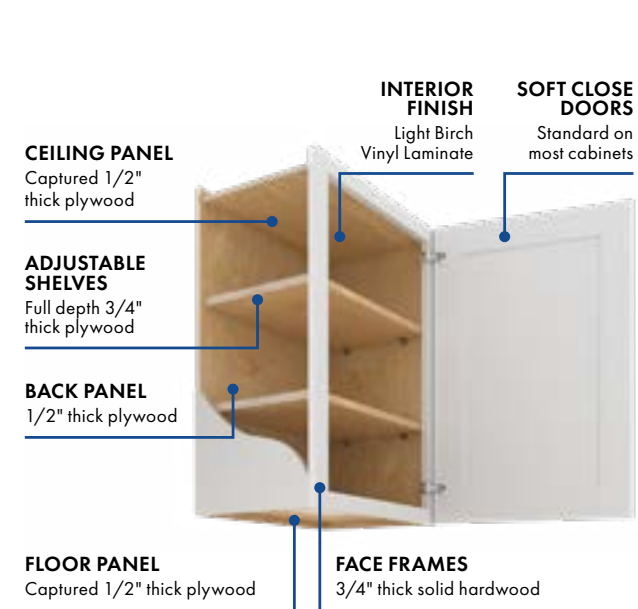 INTERIOR
FINISH
Light Birch
Vinyl Laminate
SOFT CLOSE
DOORS
Standard on
most cabinets
CEILING PANEL
Captured 1/2"
thick plywood
ADJUSTABLE
SHELVES
Full depth 3/4"
thick plywood
BACK PANEL
1/2" thick plywood
FLOOR PANEL
Captured 1/2" thick plywood
FACE FRAMES
3/4" thick solid hardwood